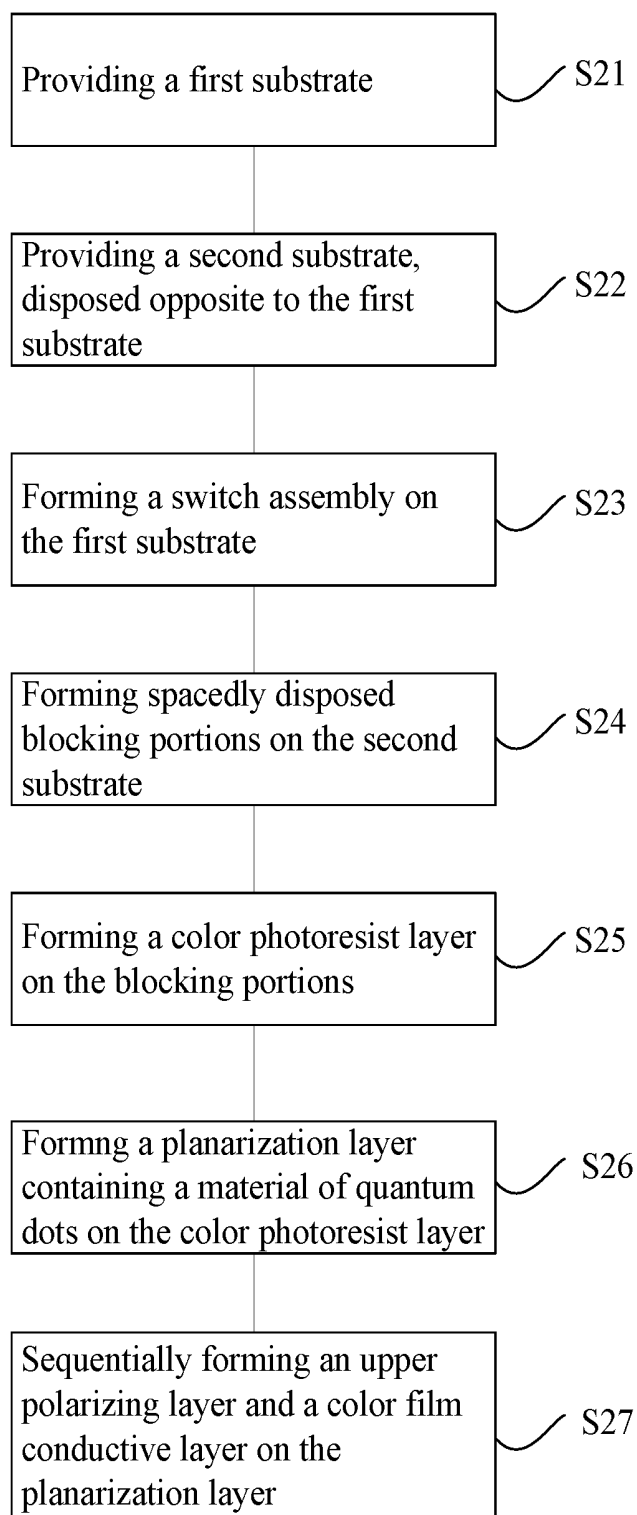 Providing a first substrate
S21
Providing a second substrate,
disposed opposite to the first
substrate
S22
Forming a switch assembly on
the first substrate
S23
Forming spacedly disposed
blocking portions on the second
substrate
S24
Forming a color photoresist layer
on the blocking portions
S25
Formng a planarization layer
containing a material of quantum
dots on the color photoresist layer
S26
Sequentially forming an upper
polarizing layer and a color film
conductive layer on the
planarization layer
S27